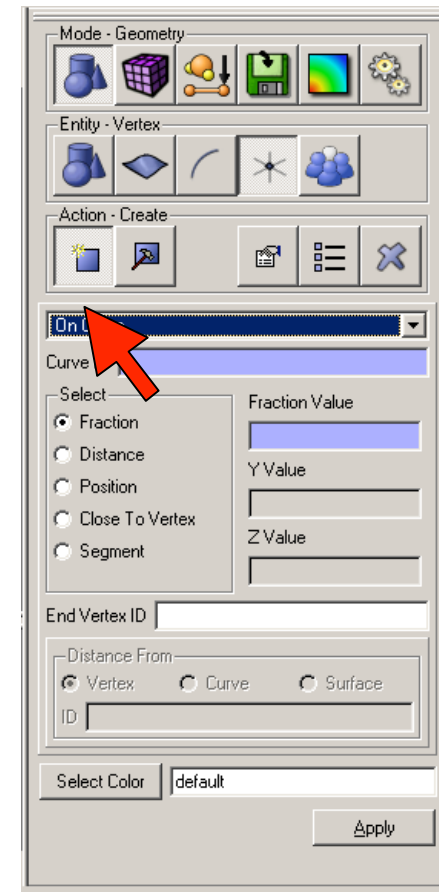 Mode - Geometry
Entity - Vertex
Action - Create
On
Curve
Select
Fraction
Distance
Position
Close To Vertex
Segment
Fraction Value
Y Value
Z Value
End Vertex ID
Distance From
Vertex Curve Surface
ID
Select Color default
Apply